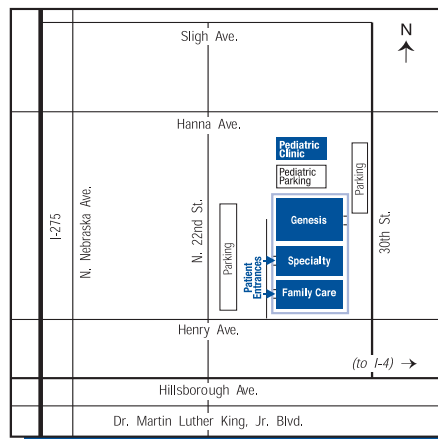 Sligh Ave.
N
Hanna Ave.
Pediatric
Clinic
Pediatric
Parking
Parking
I-275
N. Nebraska Ave.
N. 22nd St.
Parking
Genesis
30th St.
Patient
Entrances
Specialty
Family Care
Henry Ave.
(to I-4)
Hillsborough Ave.
Dr. Martin Luther King, Jr. Blvd.